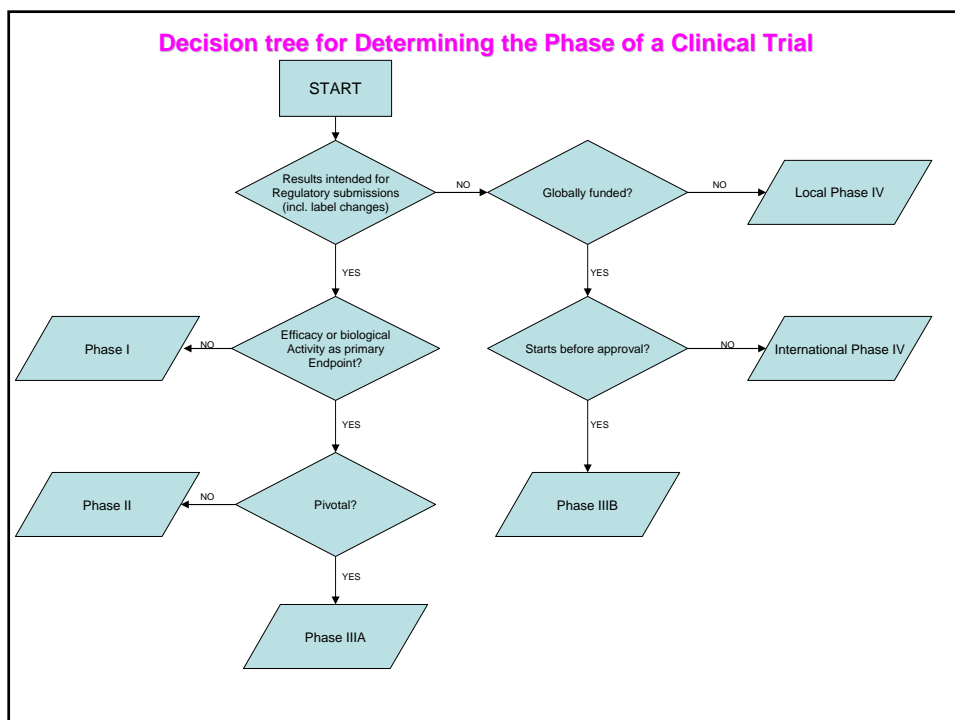 Decision tree for Determining the Phase of a Clinical Trial
START
Results intended for
Regulatory submissions
(incl. label changes)
NO
Globally funded?
NO
Local Phase IV
YES
YES
Phase I
NO
Efficacy or biological
Activity as primary
Endpoint?
Starts before approval?
NO
International Phase IV
YES
YES
Phase II
NO
Pivotal?
Phase IIIB
YES
Phase IIIA